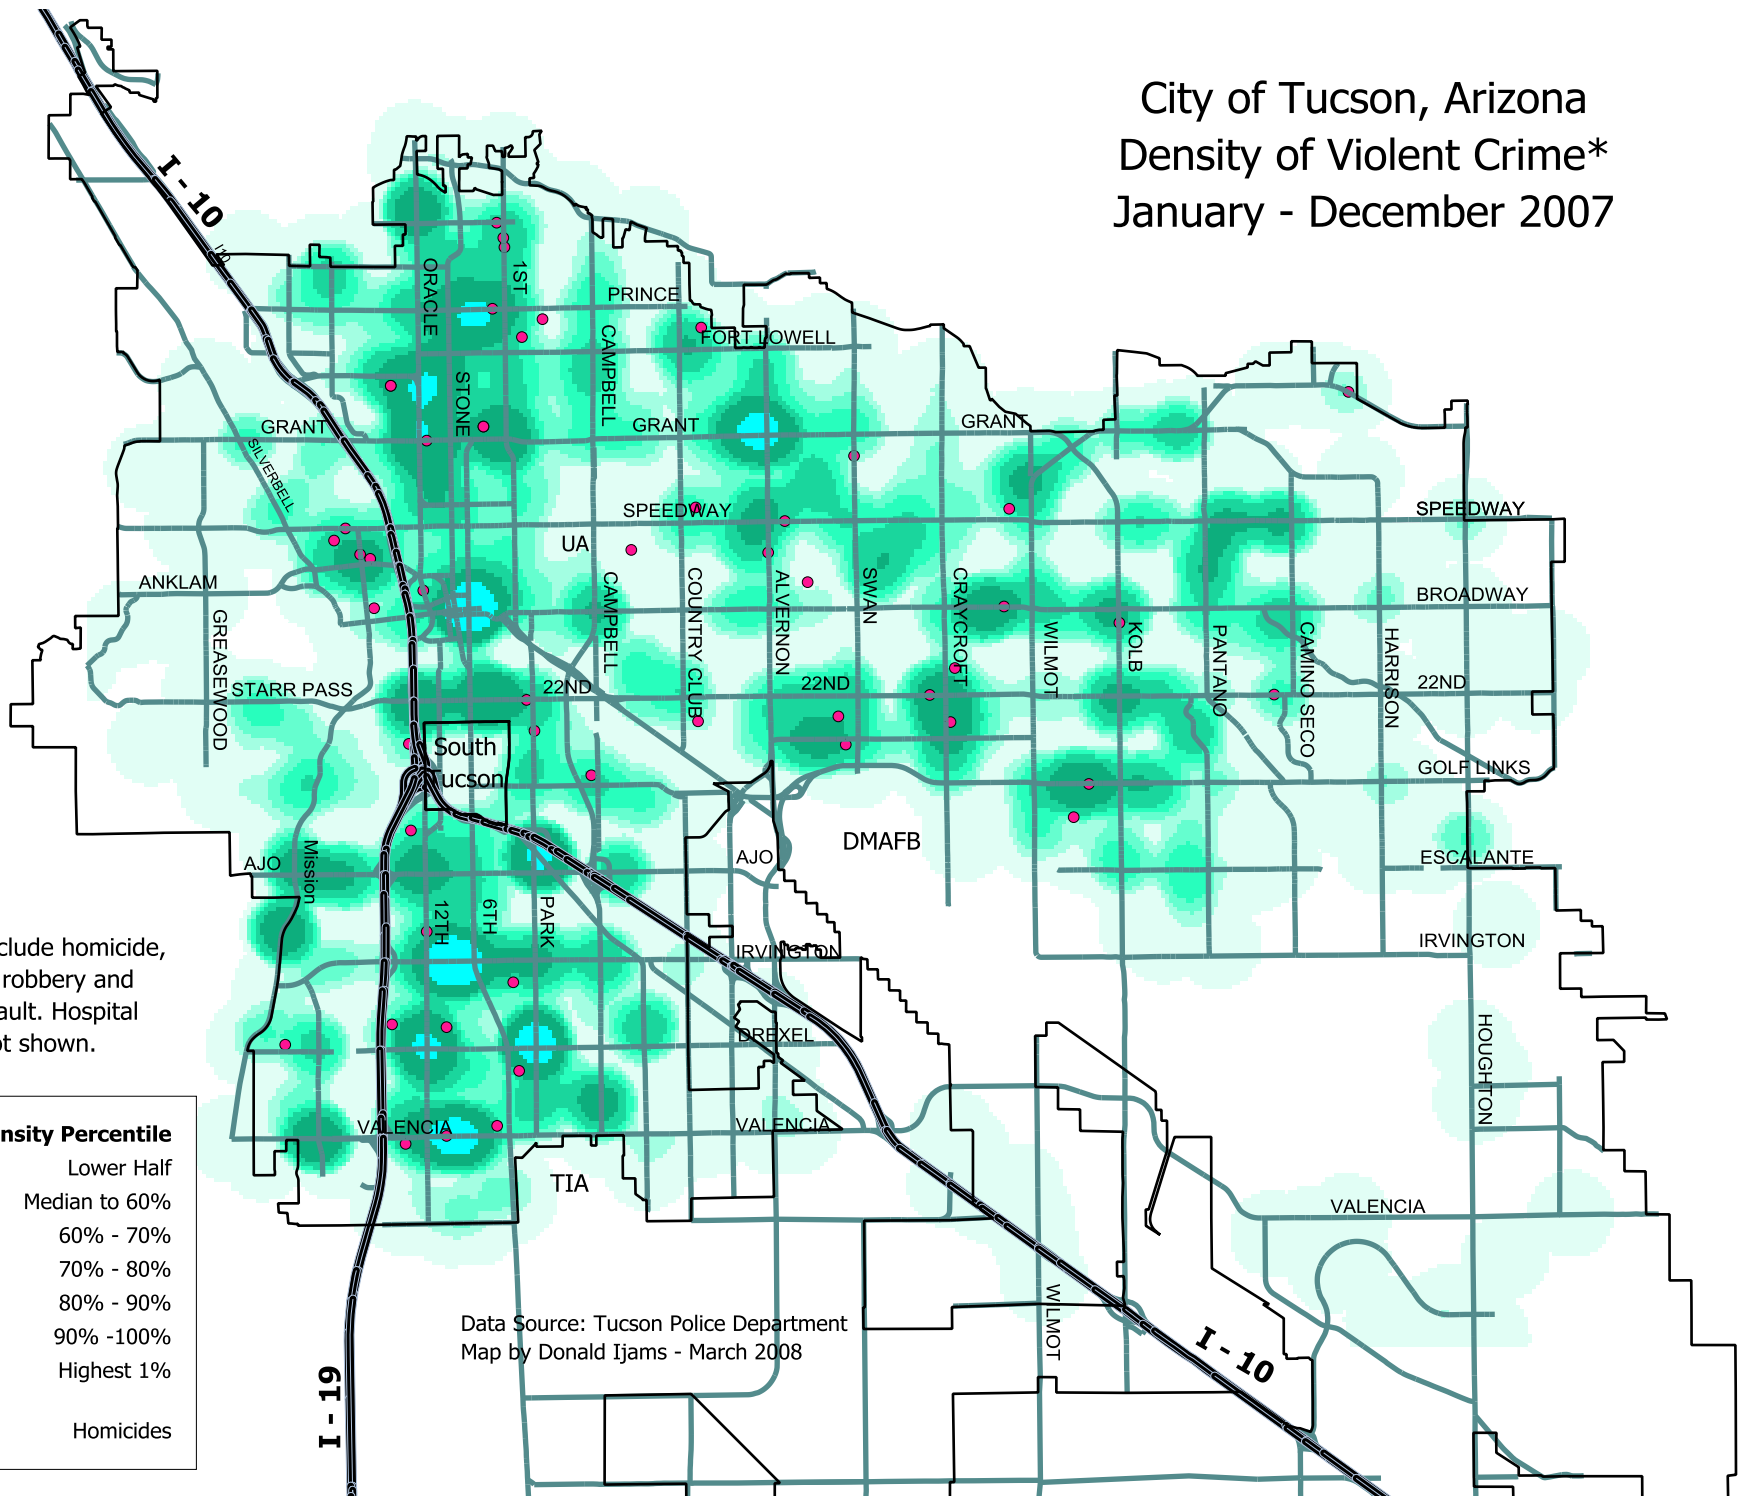 City of Tucson, Arizona
Density of Violent Crime*
January - December 2007
I - 10
I10
ORACLE
1ST
PRINCE
FORT LOWELL
CAMPBELL
STONE
GRANT
GRANT
GRANT
SILVERBELL
SPEEDWAY
SPEEDWAY
UA
ANKLAM
CAMPBELL
COUNTRY CLUB
ALVERNON
SWAN
CRAYCROFT
BROADWAY
GREASEWOOD
WILMOT
KOLB
PANTANO
CAMINO SECO
HARRISON
STARR PASS
22ND
22ND
22ND
South
Tucson
GOLF LINKS
DMAFB
AJO
Mission
AJO
ESCALANTE
12TH
6TH
PARK
IRVINGTON
IRVINGTON
clude homicide,
robbery and
ault. Hospital
ot shown.
DREXEL
HOUGHTON
VALENCIA
VALENCIA
TIA
VALENCIA
nsity Percentile
Lower Half
Median to 60%
60% - 70%
70% - 80%
80% - 90%
90% -100%
Highest 1%
Homicides
WILMOT
Data Source: Tucson Police Department
Map by Donald Ijams - March 2008
I - 10
I - 19